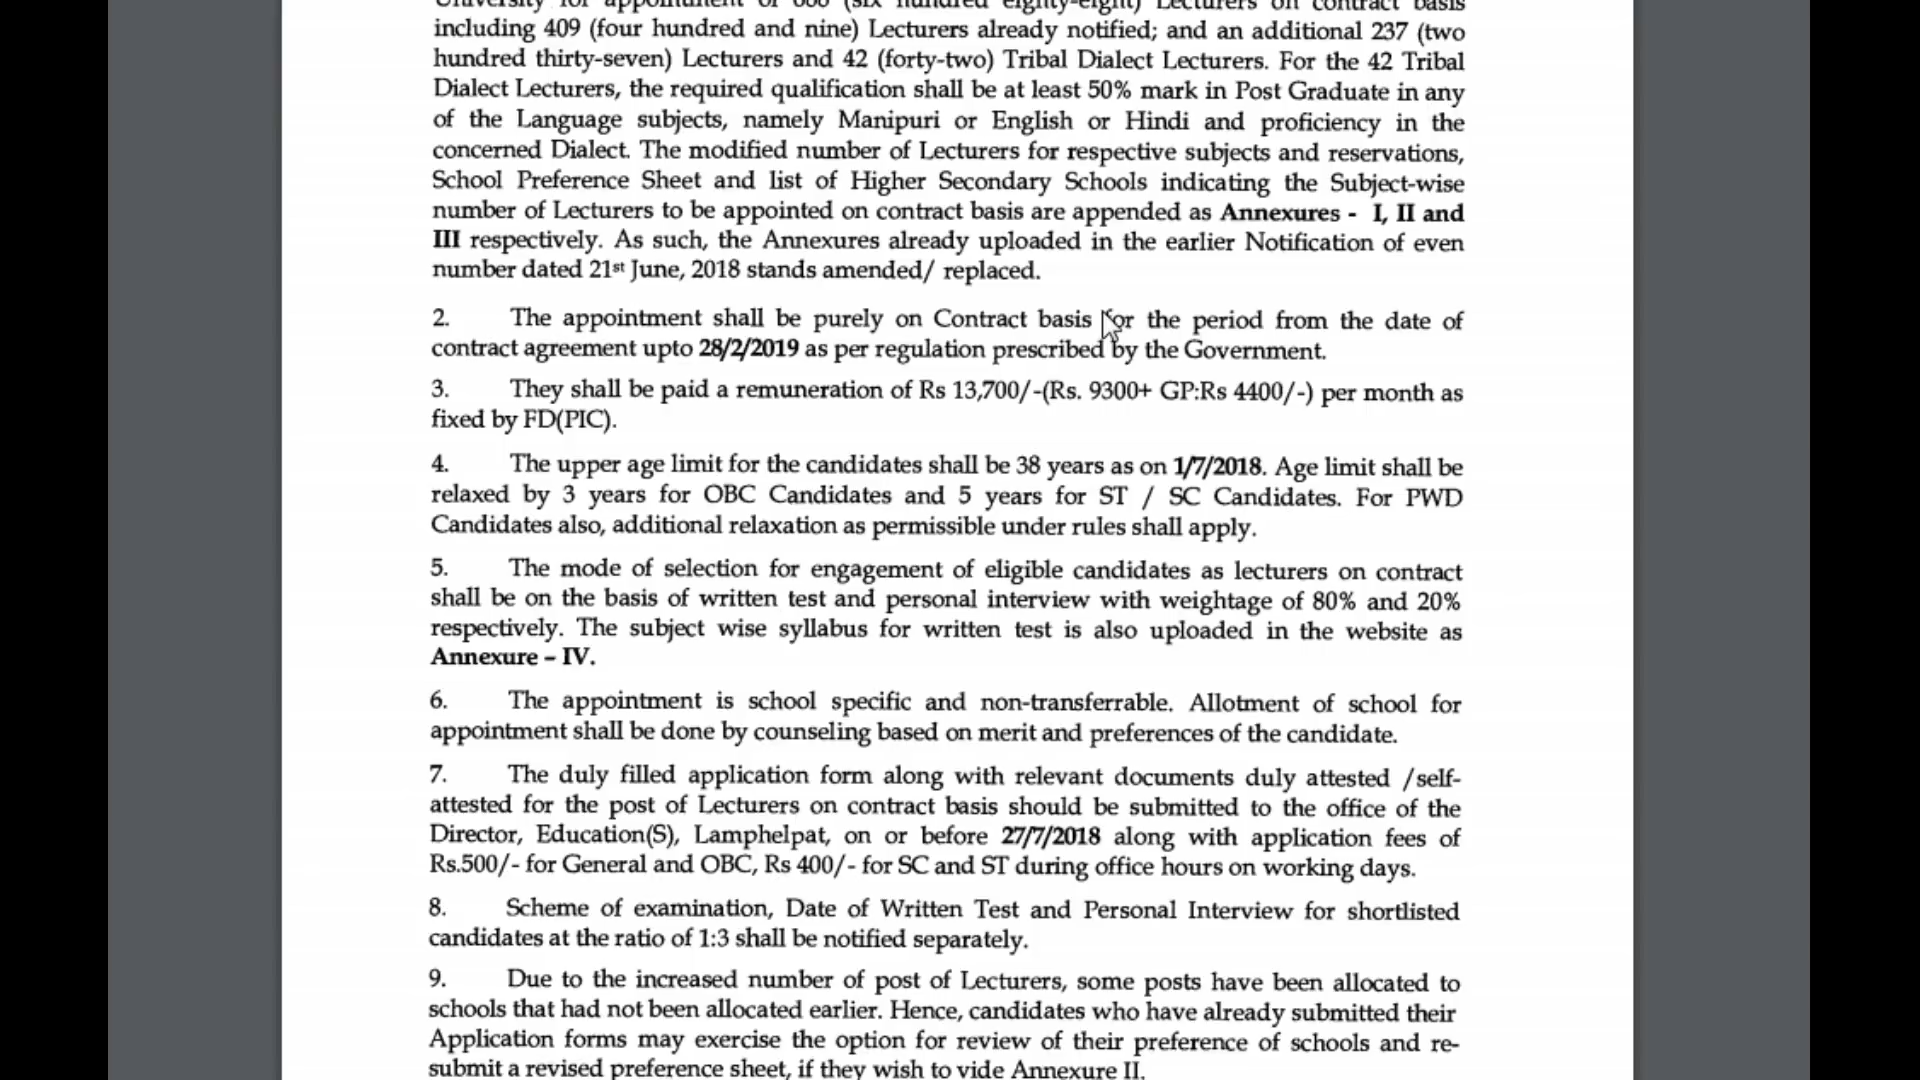 University for appointment of 688 (six hundred eighty-eight) Lecturers on contract basis
including 409 (four hundred and nine) Lecturers already notified; and an additional 237 (two
hundred thirty-seven) Lecturers and 42 (forty-two) Tribal Dialect Lecturers. For the 42 Tribal
Dialect Lecturers, the required qualification shall be at least 50% mark in Post Graduate in any
of the Language subjects, namely Manipuri or English or Hindi and proficiency in the
concerned Dialect. The modified number of Lecturers for respective subjects and reservations,
School Preference Sheet and list of Higher Secondary Schools indicating the Subject-wise
number of Lecturers to be appointed on contract basis are appended as Annexures - I, II and
III respectively. As such, the Annexures already uploaded in the earlier Notification of even
number dated 21st June, 2018 stands amended/ replaced.
2. The appointment shall be purely on Contract basis for the period from the date of
contract agreement upto 28/2/2019 as per regulation prescribed by the Government.
3. They shall be paid a remuneration of Rs 13,700/-(Rs. 9300+ GP:Rs 4400/-) per month as
fixed by FD(PIC).
4. The upper age limit for the candidates shall be 38 years as on 1/7/2018. Age limit shall be
relaxed by 3 years for OBC Candidates and 5 years for ST / SC Candidates. For PWD
Candidates also, additional relaxation as permissible under rules shall apply.
5. The mode of selection for engagement of eligible candidates as lecturers on contract
shall be on the basis of written test and personal interview with weightage of 80% and 20%
respectively. The subject wise syllabus for written test is also uploaded in the website as
Annexure – IV.
6. The appointment is school specific and non-transferrable. Allotment of school for
appointment shall be done by counseling based on merit and preferences of the candidate.
7. The duly filled application form along with relevant documents duly attested /self-
attested for the post of Lecturers on contract basis should be submitted to the office of the
Director, Education(S), Lamphelpat, on or before 27/7/2018 along with application fees of
Rs.500/- for General and OBC, Rs 400/- for SC and ST during office hours on working days.
8. Scheme of examination, Date of Written Test and Personal Interview for shortlisted
candidates at the ratio of 1:3 shall be notified separately.
9. Due to the increased number of post of Lecturers, some posts have been allocated to
schools that had not been allocated earlier. Hence, candidates who have already submitted their
Application forms may exercise the option for review of their preference of schools and re-
submit a revised preference sheet, if they wish to vide Annexure II.